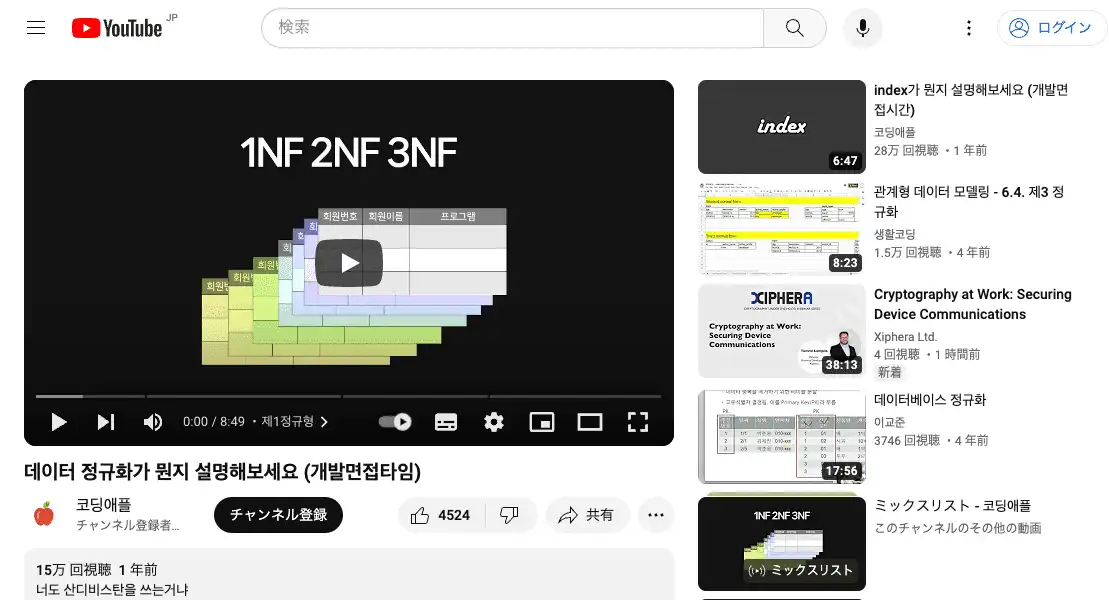 YouTube JP
検索
ログイン
1NF 2NF 3NF
회원번호 회원이름 프로그램
0:00 / 8:49 ・ 제1정규형
데이터 정규화가 뭔지 설명해보세요 (개발면접타임)
코딩애플
チャンネル登録者...
チャンネル登録
4524
共有
15万 回視聴 1 年前
너도 산디비스탄을 쓰는거냐
index
6:47
index가 뭔지 설명해보세요 (개발면접시간)
코딩애플
28万 回視聴 ・1 年前
8:23
관계형 데이터 모델링 - 6.4. 제3 정규화
생활코딩
1.5万 回視聴 ・4 年前
XIPHERA
Cryptography at Work:
Securing Device
Communications
38:13
Cryptography at Work: Securing
Device Communications
Xiphera Ltd.
4 回視聴 ・1 時間前
新着
17:56
데이터베이스 정규화
이교준
3746 回視聴 ・4 年前
1NF 2NF 3NF
ミックスリスト
ミックスリスト - 코딩애플
このチャンネルのその他の動画